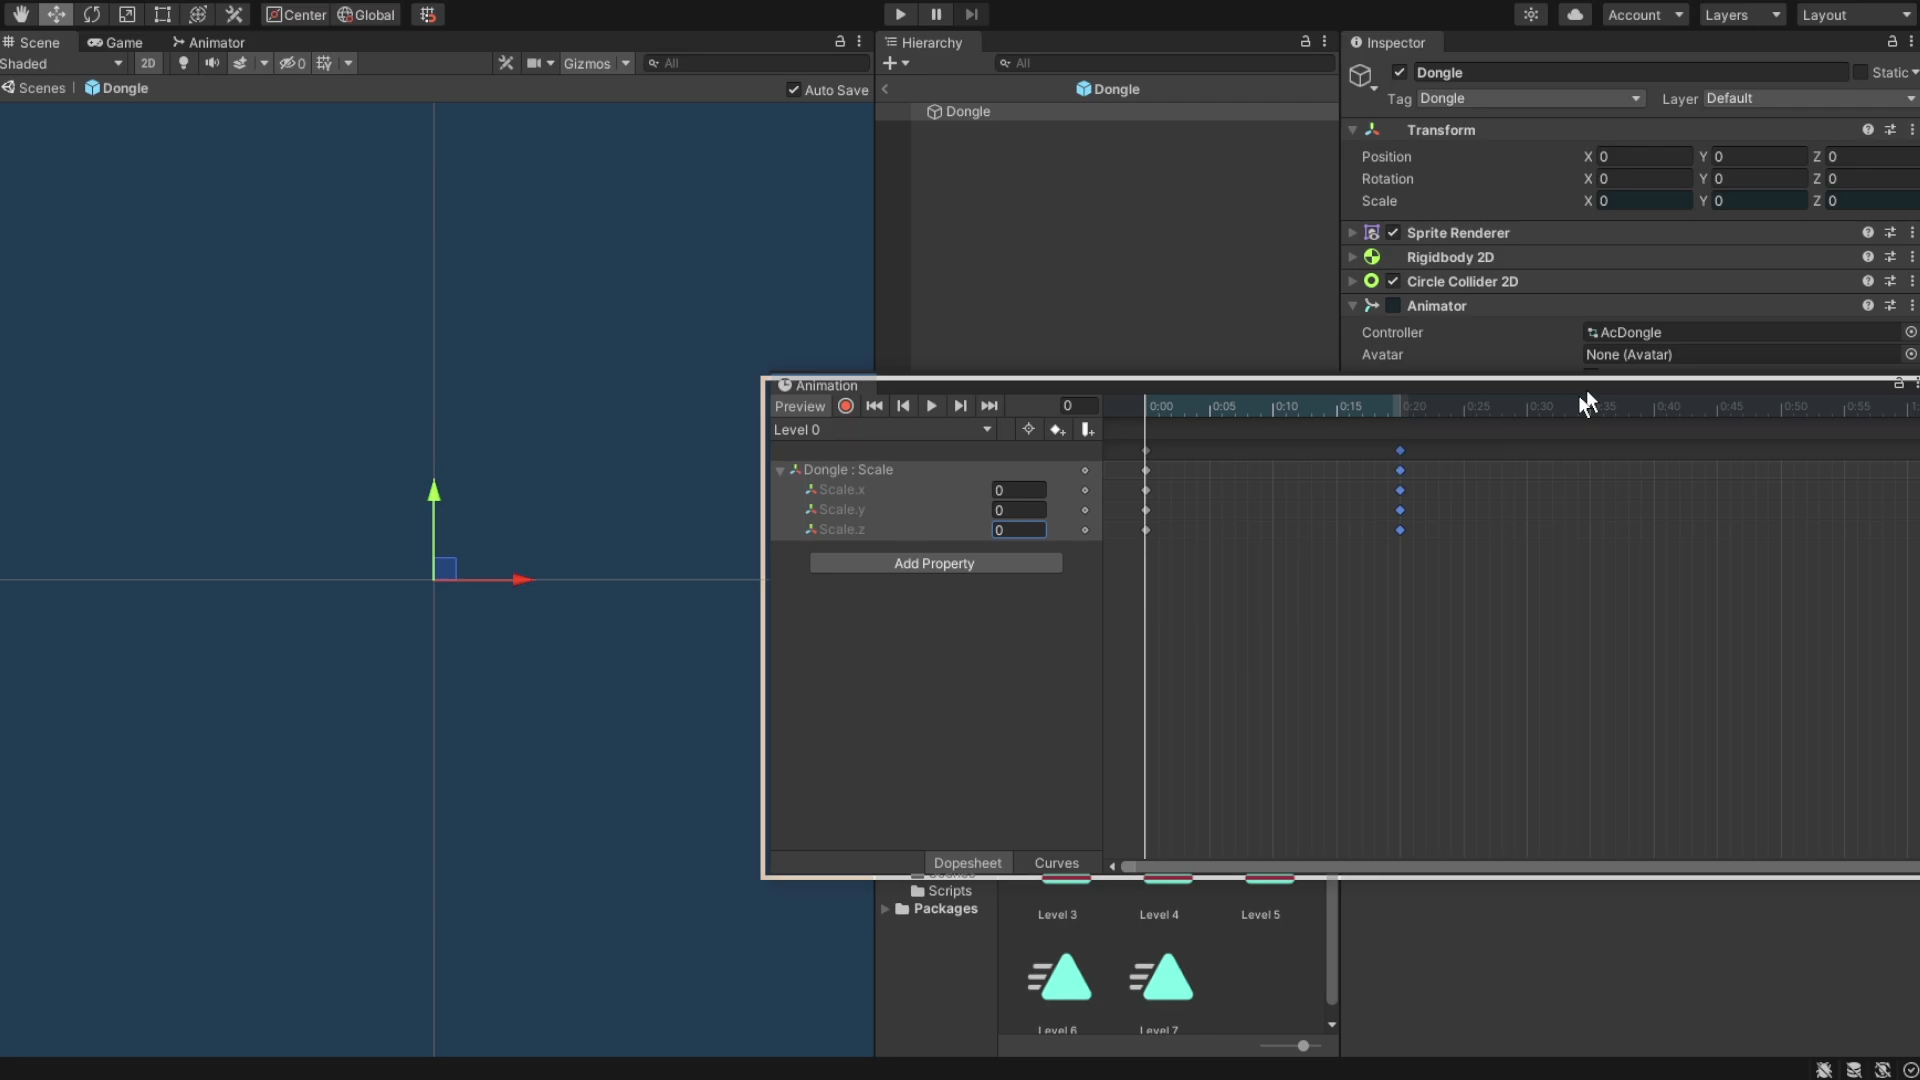 Center Global Account Layers Layout
Scene Game Animator Hierarchy Inspector
Shaded 2D 0 Gizmos All All
Dongle Static
Scenes Dongle Auto Save Dongle
Tag Dongle Layer Default
Dongle
Transform
Position X 0 Y 0 Z 0
Rotation X 0 Y 0 Z 0
Scale X 0 Y 0 Z 0
Sprite Renderer
Rigidbody 2D
Circle Collider 2D
Animator
Controller AcDongle
Avatar None (Avatar)
Animation
Preview 0 0:00 0:05 0:10 0:15 0:20 0:25 0:30 0:35 0:40 0:45 0:50 0:55 1:
Level 0
Dongle : Scale
Scale.x 0
Scale.y 0
Scale.z 0
Add Property
Dopesheet Curves
Scripts
Packages
Level 3 Level 4 Level 5
Level 6 Level 7